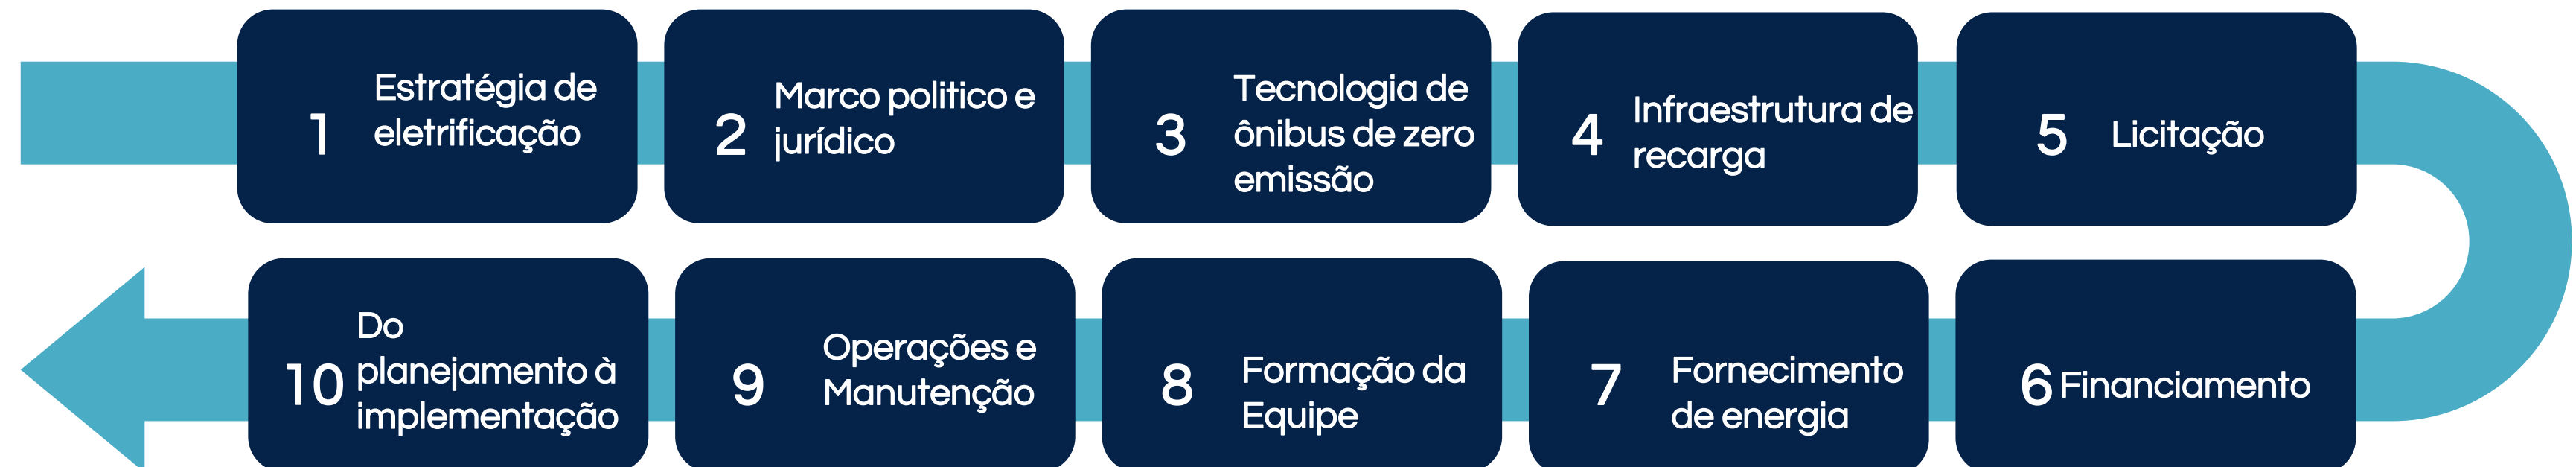 1
Estratégia de
eletrificação
2
Marco politico e
jurídico
3
Tecnologia de
ônibus de zero
emissão
4
Infraestrutura de
recarga
5
Licitação
6
Financiamento
7
Fornecimento
de energia
8
Formação da
Equipe
9
Operações e
Manutenção
10
Do
planejamento à
implementação